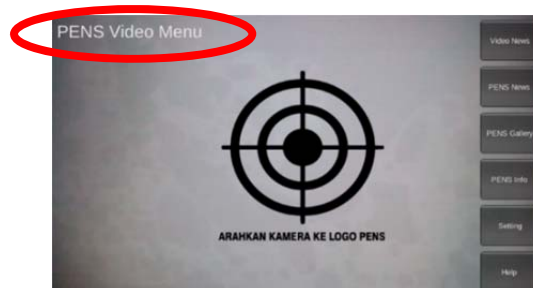 PENS Video Menu
Video News
PENS News
PENS Gallery
PENS Info
Setting
Help
ARAHKAN KAMERA KE LOGO PENS